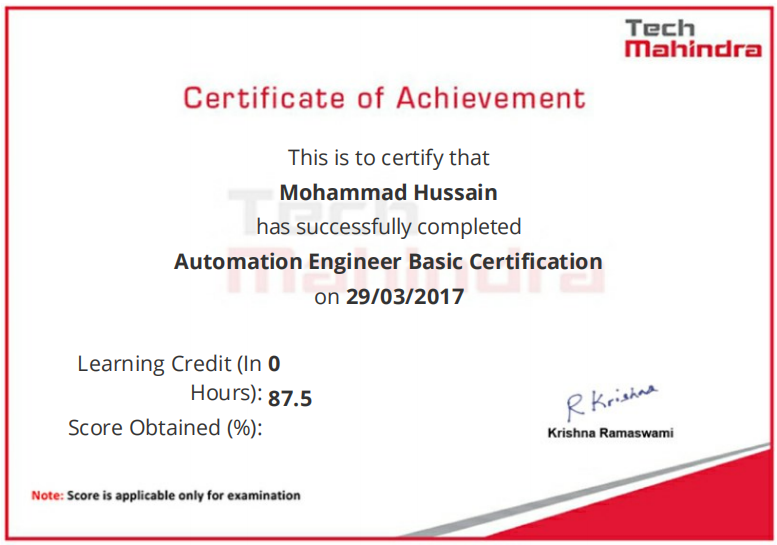 Tech
Mahindra
Certificate of Achievement
This is to certify that
Mohammad Hussain
has successfully completed
Automation Engineer Basic Certification
on 29/03/2017
Learning Credit (In 0
Hours): 87.5
Score Obtained (%):
R Krishna
Krishna Ramaswami
Note: Score is applicable only for examination
Tech
Mahindra